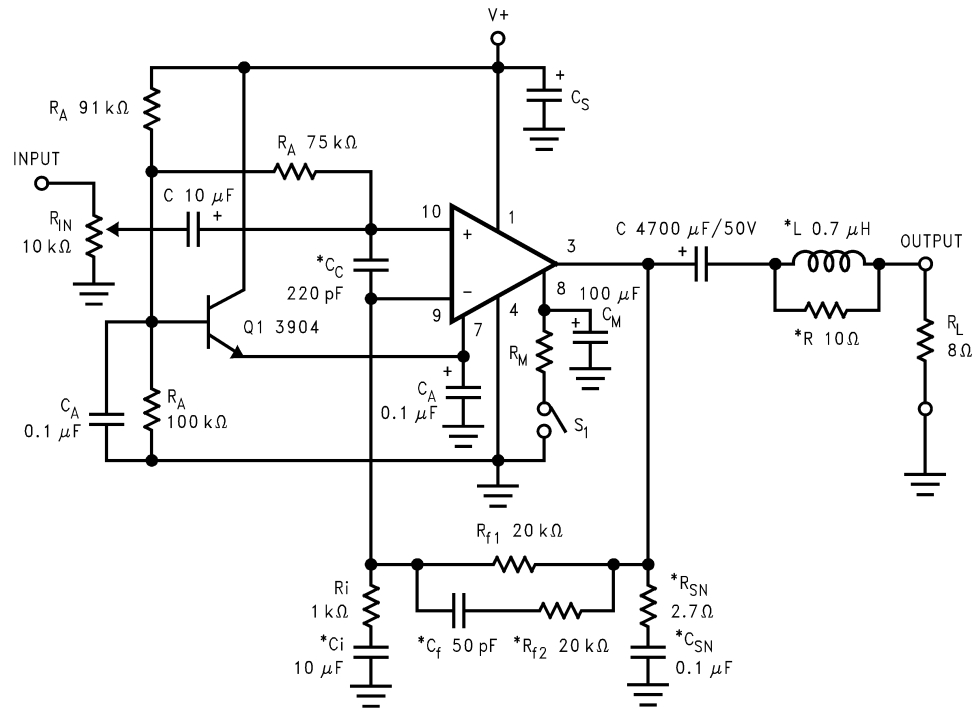 V+
+
C_S
R_A 91 kΩ
R_A 75 kΩ
INPUT
C 10 μF
+
R_IN
10 kΩ
10
1
+
*C_C
220 pF
−
9
7
4
3
8
C 4700 μF/50V
+
*L 0.7 μH
OUTPUT
*R 10Ω
R_L
8Ω
100 μF
C_M
+
R_M
S_1
Q1 3904
+
C_A
0.1 μF
C_A
0.1 μF
R_A
100 kΩ
R_f1 20 kΩ
Ri
1 kΩ
*Ci
10 μF
*C_f 50 pF
*R_f2 20 kΩ
*R_SN
2.7Ω
*C_SN
0.1 μF